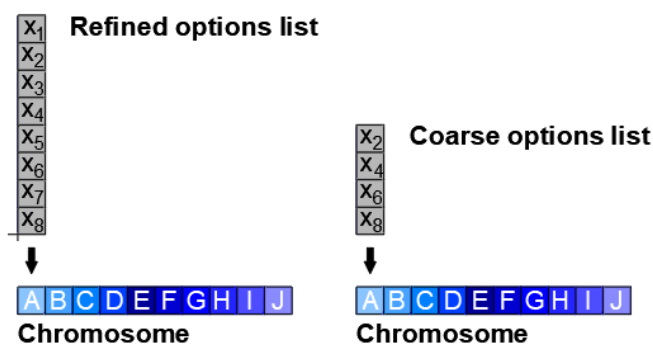 X1 Refined options list
X2
X3
X4
X5
X6
X7
X8
A B C D E F G H I J
Chromosome
X2 Coarse options list
X4
X6
X8
A B C D E F G H I J
Chromosome